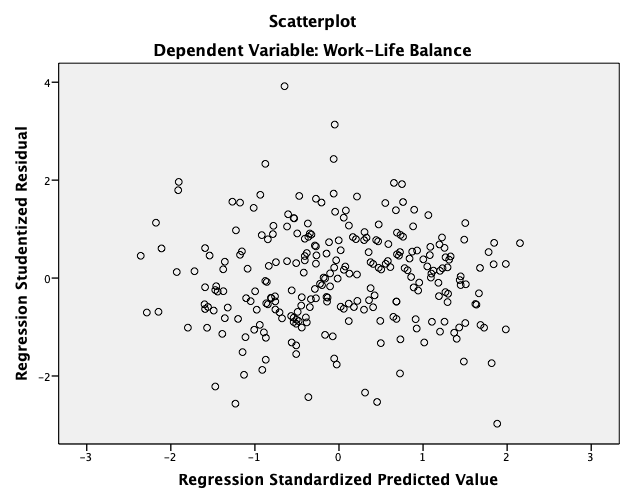 Scatterplot
Dependent Variable: Work-Life Balance
Regression Studentized Residual
4
2
0
-2
-3
-2
-1
0
1
2
3
Regression Standardized Predicted Value